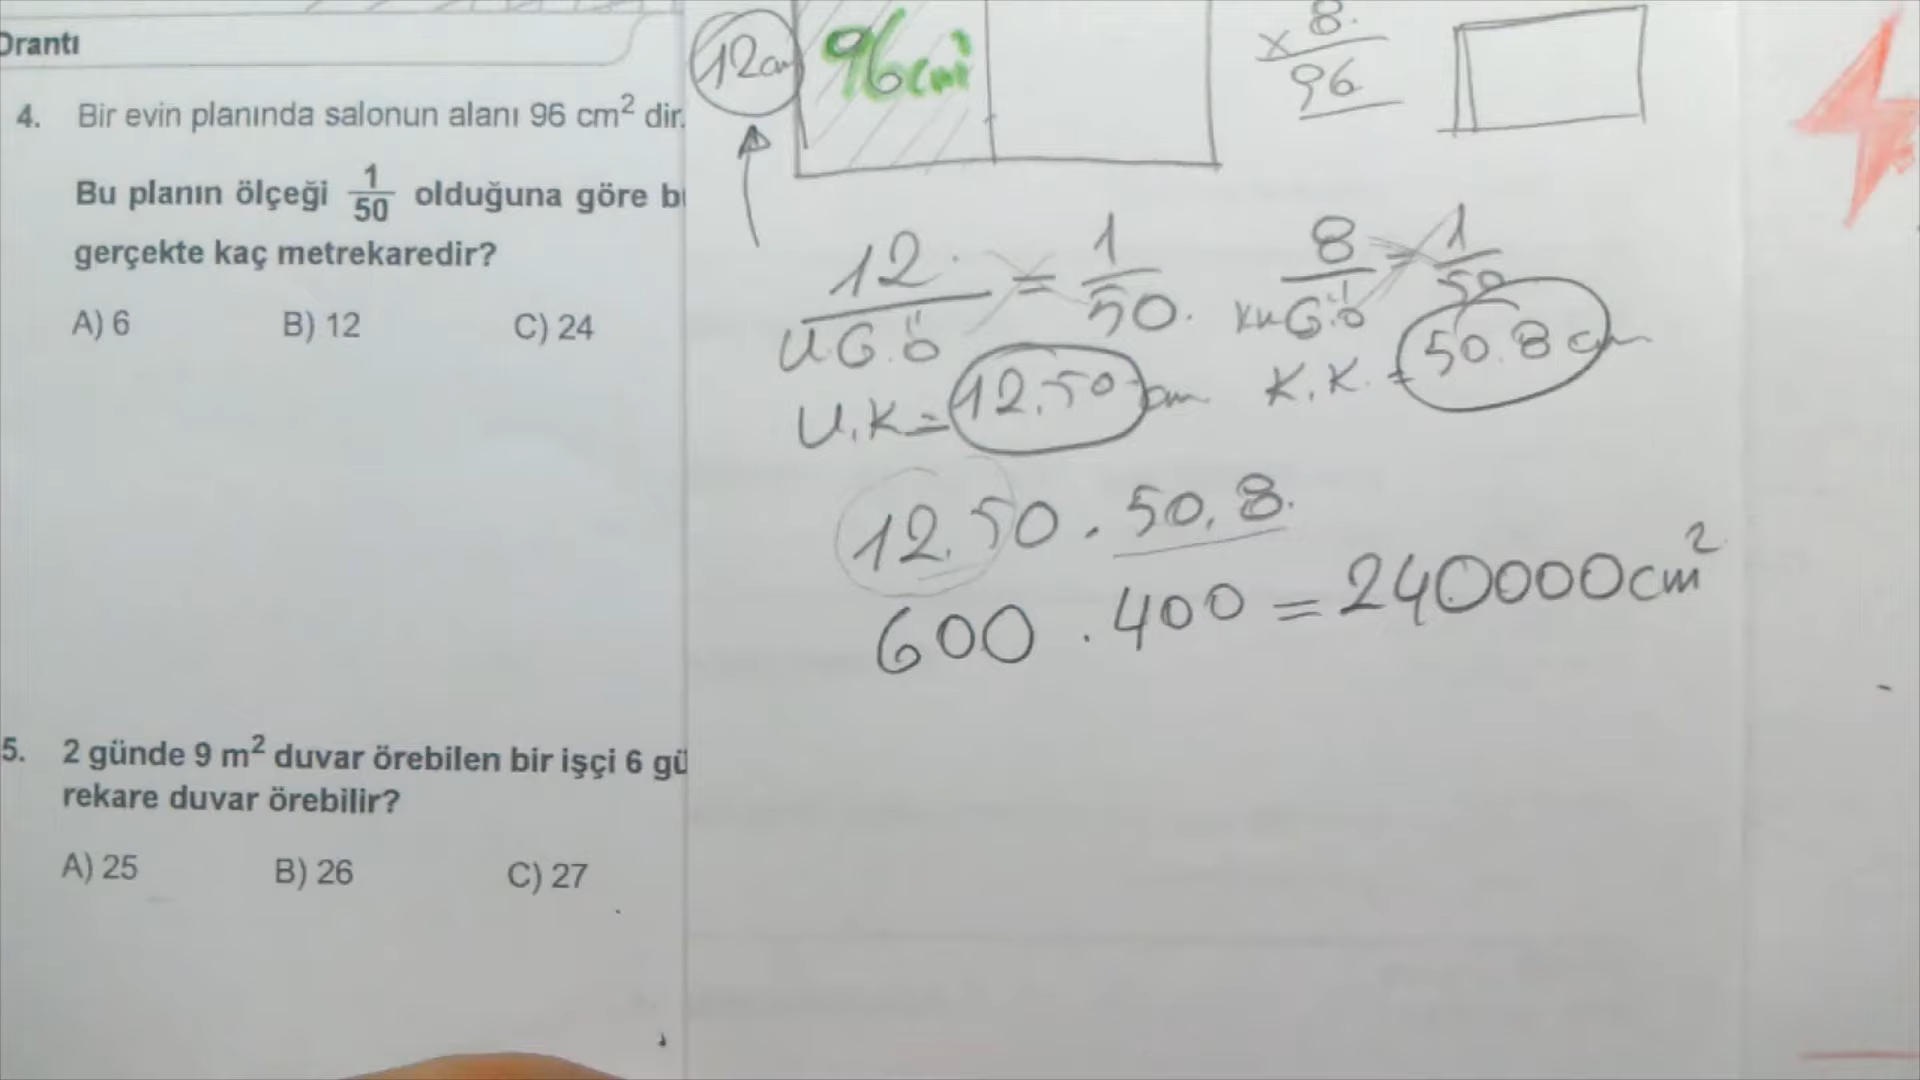 Orantı
4. Bir evin planında salonun alanı 96 cm² dir.
Bu planın ölçeği 1/50 olduğuna göre
gerçekte kaç metrekaredir?
A) 6 B) 12 C) 24
5. 2 günde 9 m² duvar örebilen bir işçi 6
rekare duvar örebilir?
A) 25 B) 26 C) 27
12cm 96cm²
x 8
96
12/U.G.Ö = 1/50
8/K.G.Ö = 1/50
U.K = 12.50 cm
K.K. = 50.8 cm
12.50 . 50.8
600 . 400 = 240000cm²